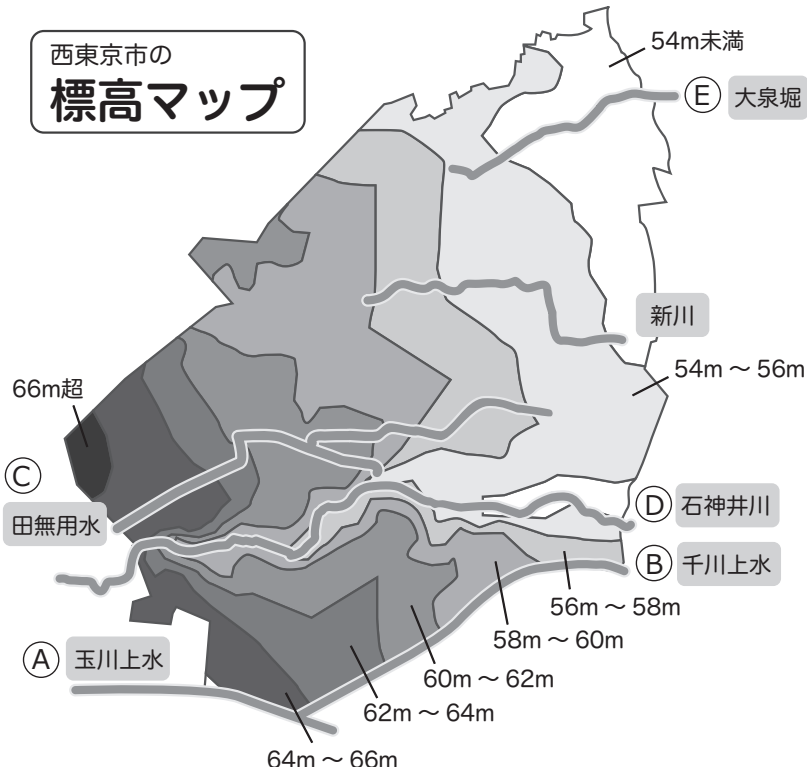 西東京市の
標高マップ
54m未満
Ⓔ 大泉堀
新川
54m 〜 56m
66m超
Ⓒ
田無用水
Ⓓ 石神井川
Ⓑ 千川上水
56m 〜 58m
58m 〜 60m
Ⓐ 玉川上水
60m 〜 62m
62m 〜 64m
64m 〜 66m